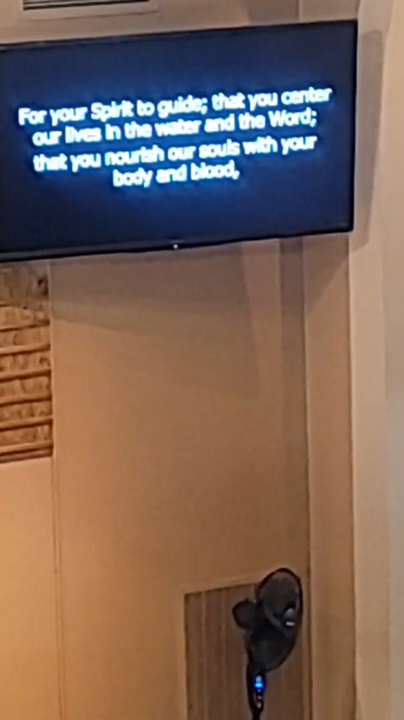 For your Spirit to guide; that you center
our lives in the water and the Word;
that you nourish our souls with your
body and blood,